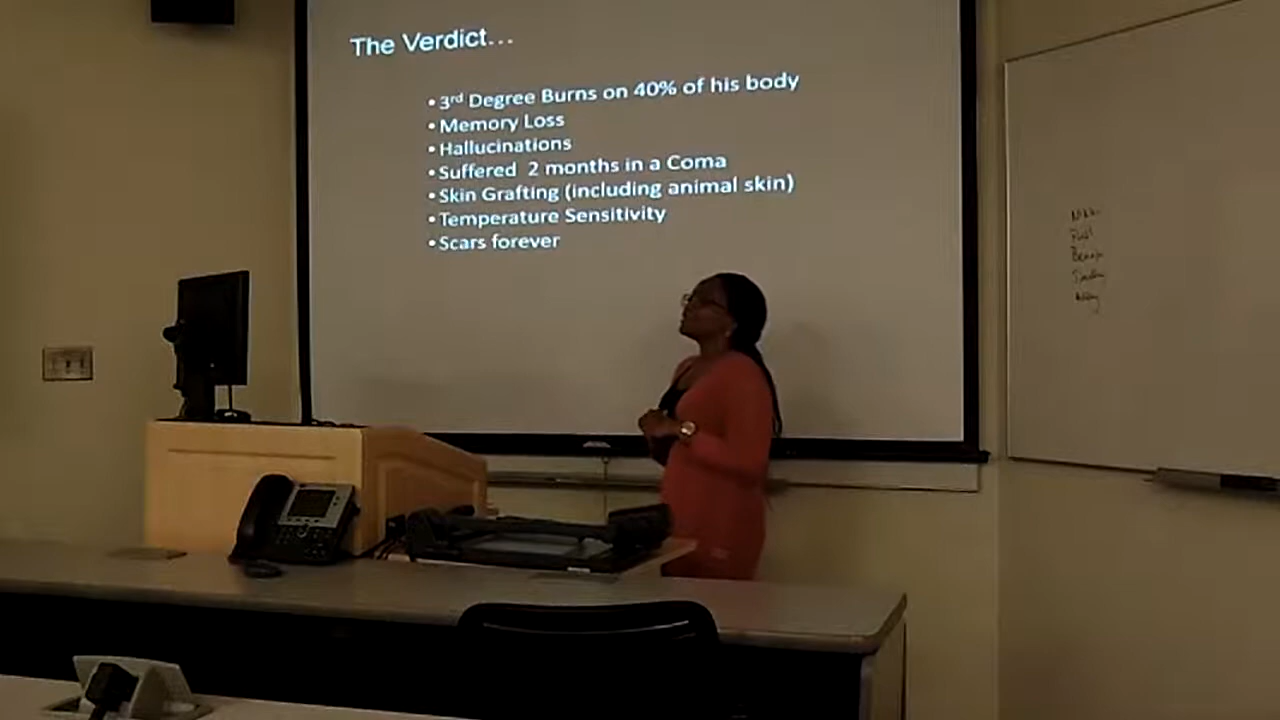 The Verdict...
• 3rd Degree Burns on 40% of his body
• Memory Loss
• Hallucinations
• Suffered 2 months in a Coma
• Skin Grafting (including animal skin)
• Temperature Sensitivity
• Scars forever